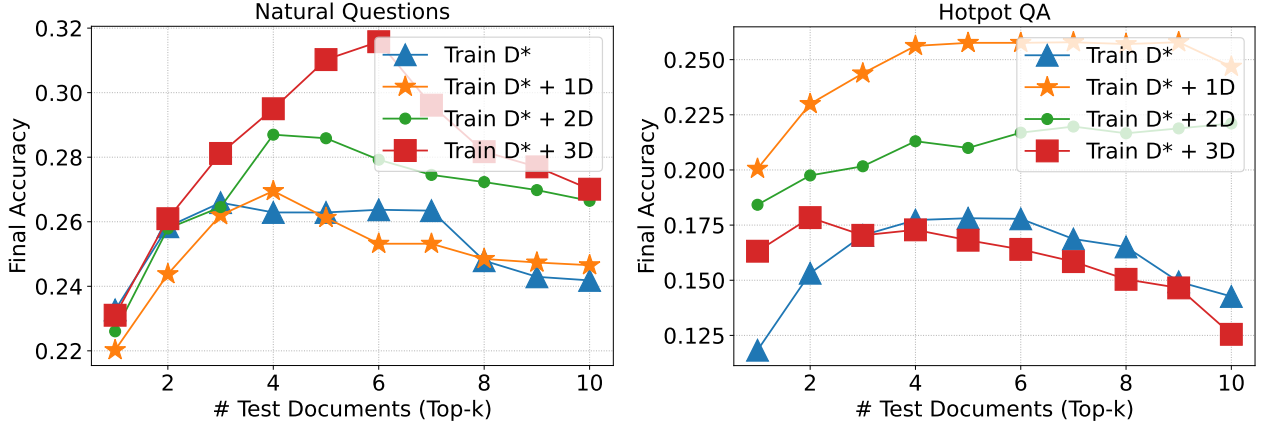 Natural Questions
0.32
0.30
0.28
0.26
0.24
0.22
Final Accuracy
Train D*
Train D* + 1D
Train D* + 2D
Train D* + 3D
2
4
6
8
10
# Test Documents (Top-k)
Hotpot QA
0.250
0.225
0.200
0.175
0.150
0.125
Final Accuracy
Train D*
Train D* + 1D
Train D* + 2D
Train D* + 3D
2
4
6
8
10
# Test Documents (Top-k)